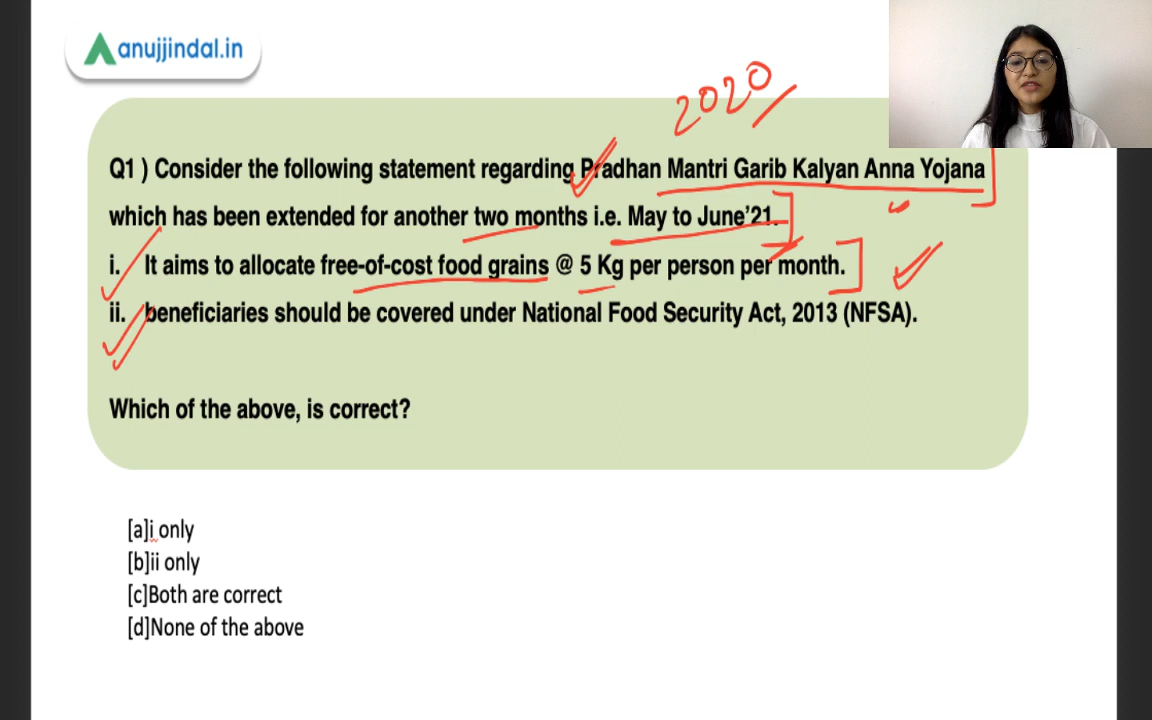 anujjindal.in
2020
Q1 ) Consider the following statement regarding Pradhan Mantri Garib Kalyan Anna Yojana
which has been extended for another two months i.e. May to June'21.
i. It aims to allocate free-of-cost food grains @ 5 Kg per person per month.
ii. beneficiaries should be covered under National Food Security Act, 2013 (NFSA).
Which of the above, is correct?
[a]i only
[b]ii only
[c]Both are correct
[d]None of the above